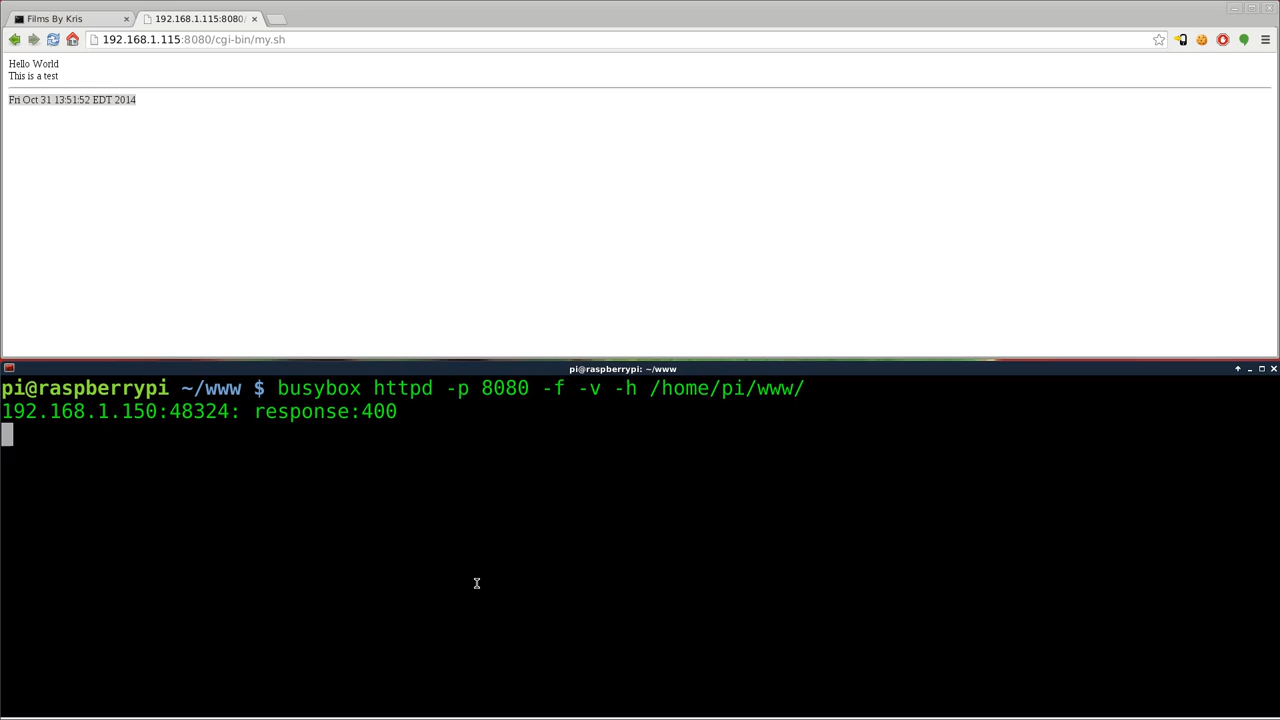 Films By Kris
192.168.1.115:8080/
192.168.1.115:8080/cgi-bin/my.sh
Hello World
This is a test
Fri Oct 31 13:51:52 EDT 2014
pi@raspberrypi: ~/www
pi@raspberrypi ~/www $ busybox httpd -p 8080 -f -v -h /home/pi/www/
192.168.1.150:48324: response:400